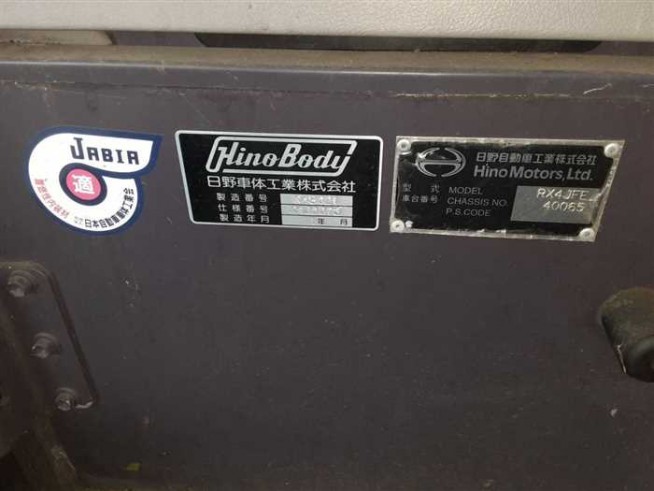 JABIA
適
日本自動車車体工業会
HinoBody
日野車体工業株式会社
製造番号
仕様番号
製造年月 年 月
日野自動車工業株式会社
Hino Motors, Ltd.
型式 MODEL RX4JFE
車台番号 CHASSIS NO. 40065
P.S.CODE